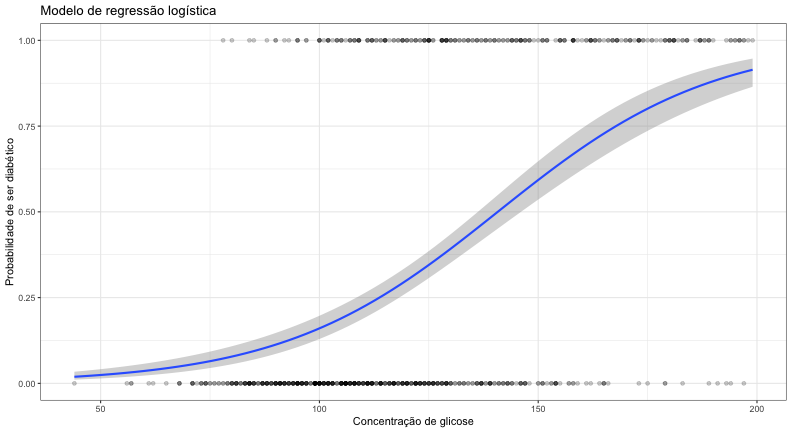 Modelo de regressão logística
Probabilidade de ser diabético
1.00
0.75
0.50
0.25
0.00
50 100 150 200
Concentração de glicose